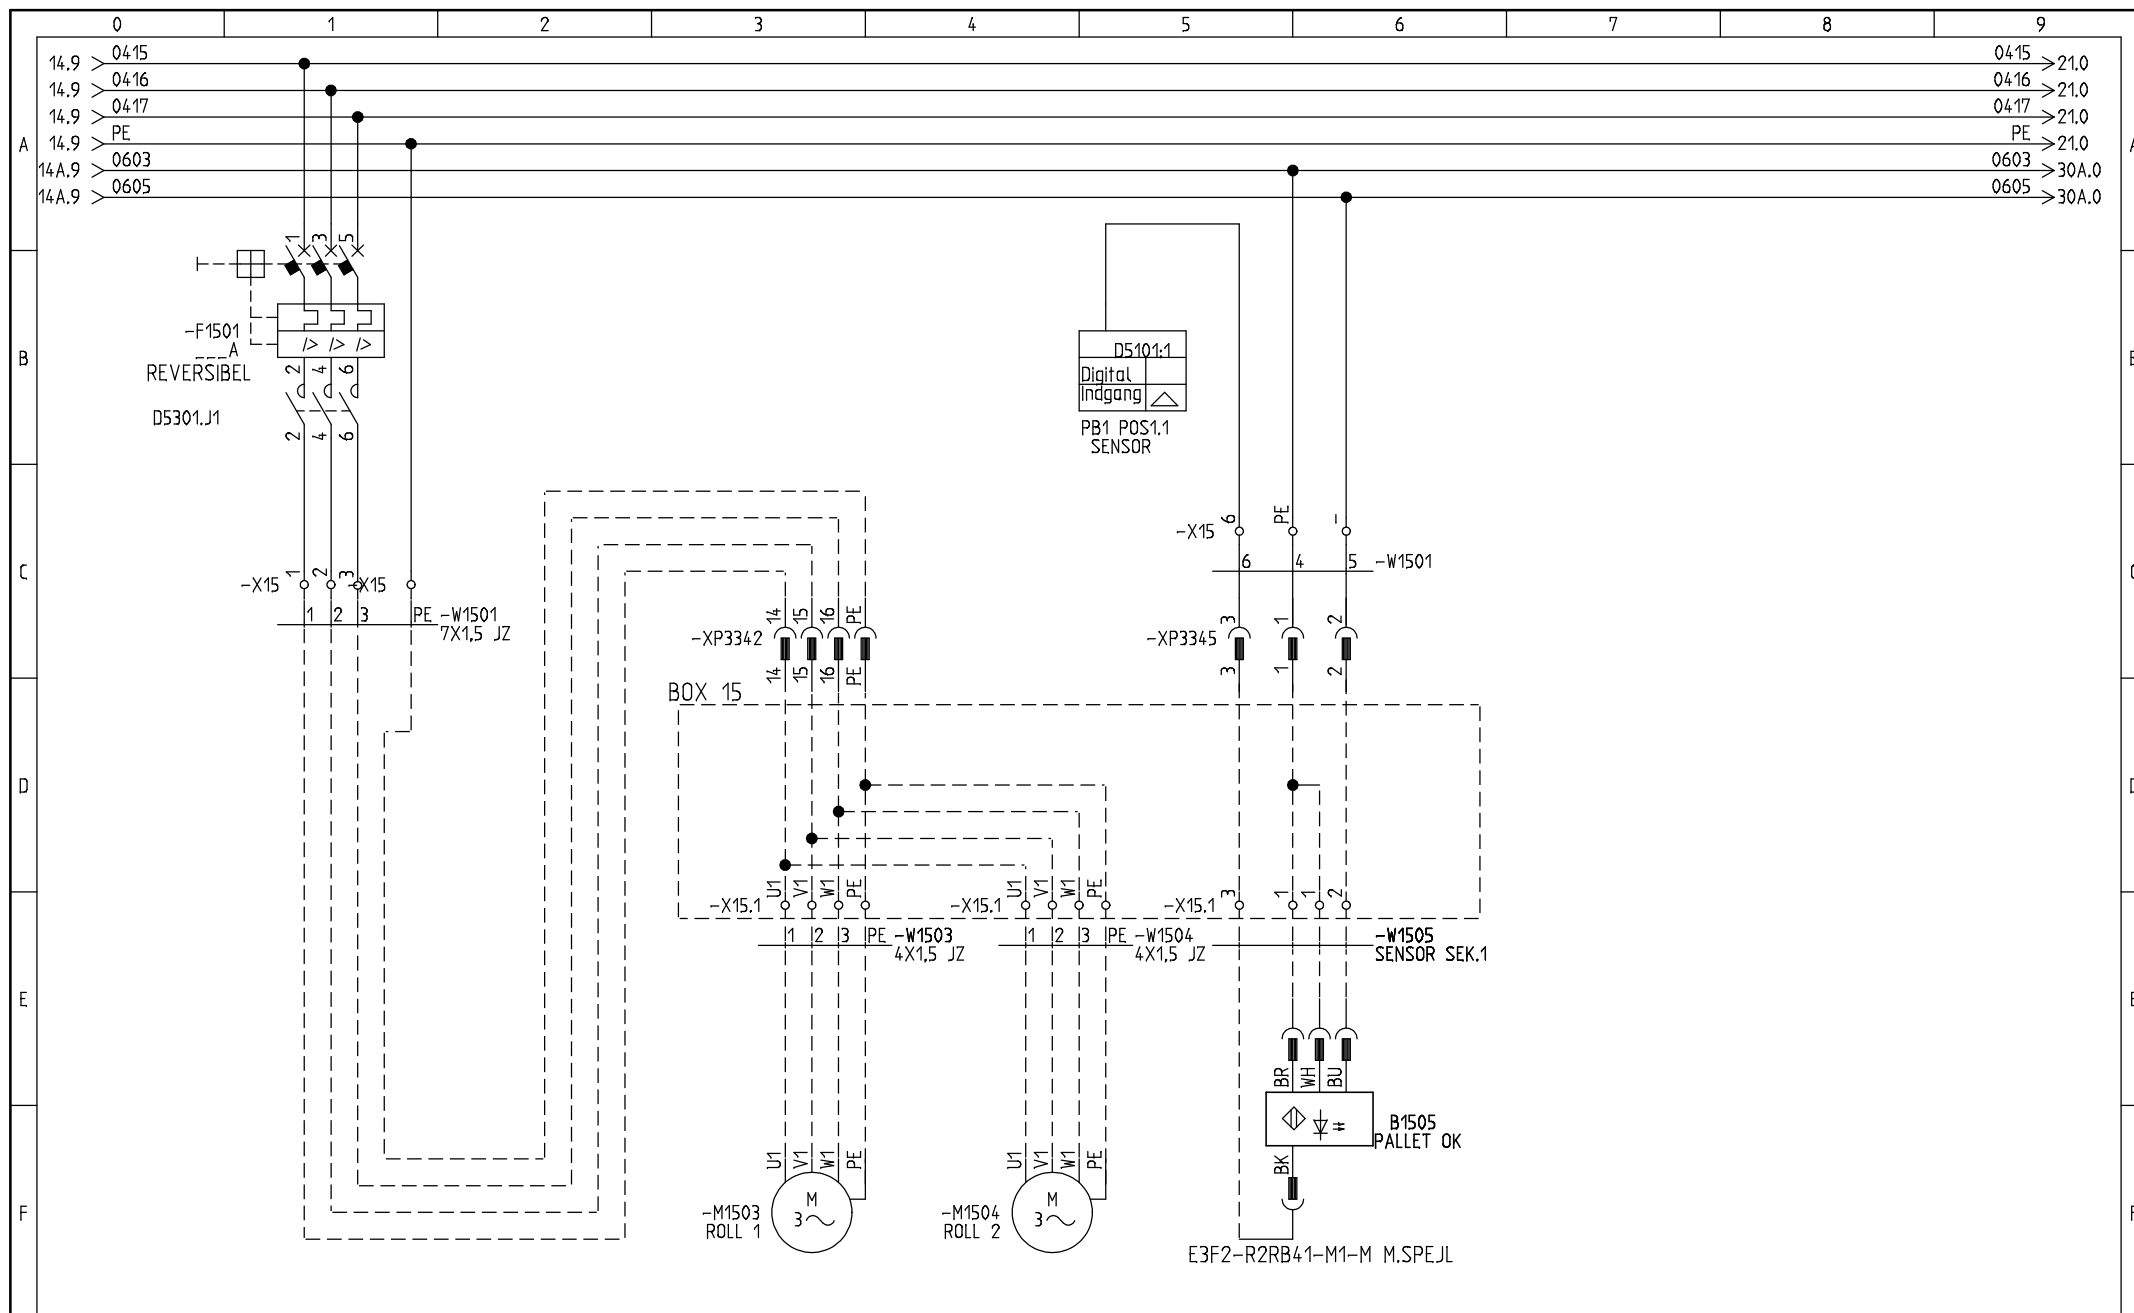 0 1 2 3 4 5 6 7 8 9
14.9 0415 0415 21.0
14.9 0416 0416 21.0
14.9 0417 0417 21.0
A 14.9 PE PE 21.0
14A.9 0603 0603 30A.0
14A.9 0605 0605 30A.0
1 3 5
-F1501
___A
REVERSIBEL
I> I> I>
2 4 6
D5301.J1
2 4 6
B
D5101:1
Digital
Indgang
PB1 POS1.1
SENSOR
C
-X15 1 2 3 -X15
1 2 3 PE -W1501
7X1,5 JZ
-X15 6 PE -
6 4 5 -W1501
14 15 16 PE
-XP3342
14 15 16 PE
3 1 2
-XP3345
3 1 2
BOX 15
D
-X15.1 U1 V1 W1 PE
-X15.1 U1 V1 W1 PE
-X15.1 3 1 1 2
1 2 3 PE -W1503
4X1,5 JZ
1 2 3 PE -W1504
4X1,5 JZ
-W1505
SENSOR SEK.1
E
BR WH BU
B1505
PALLET OK
BK
U1 V1 W1 PE
M
3
-M1503
ROLL 1
U1 V1 W1 PE
M
3
-M1504
ROLL 2
F
E3F2-R2RB41-M1-M M.SPEJL